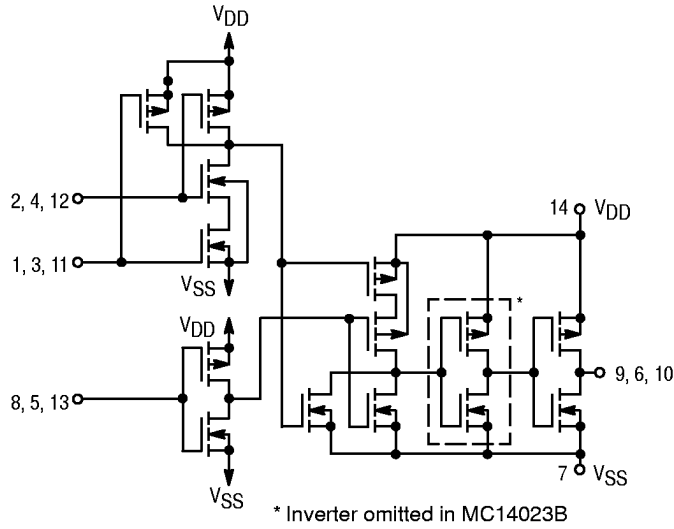 VDD
2, 4, 12
14 VDD
1, 3, 11
VSS
*
VDD
9, 6, 10
8, 5, 13
7 VSS
VSS
* Inverter omitted in MC14023B